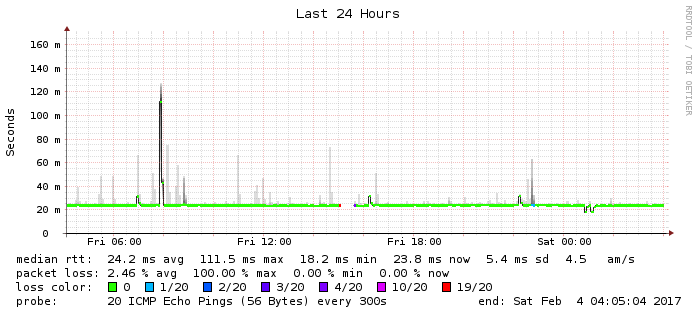 Last 24 Hours
RRDTOOL / TOBI OETIKER
Seconds
160 m
140 m
120 m
100 m
80 m
60 m
40 m
20 m
0
Fri 06:00 Fri 12:00 Fri 18:00 Sat 00:00
median rtt: 24.2 ms avg 111.5 ms max 18.2 ms min 23.8 ms now 5.4 ms sd 4.5 am/s
packet loss: 2.46 % avg 100.00 % max 0.00 % min 0.00 % now
loss color: 0 1/20 2/20 3/20 4/20 10/20 19/20
probe: 20 ICMP Echo Pings (56 Bytes) every 300s end: Sat Feb 4 04:05:04 2017